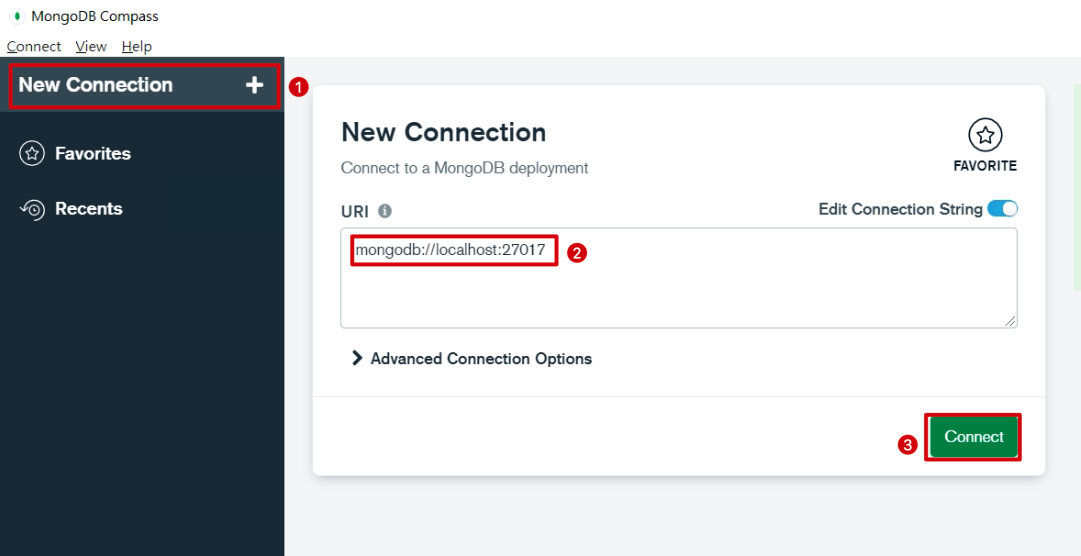 MongoDB Compass
Connect View Help
New Connection
1
Favorites
Recents
New Connection
Connect to a MongoDB deployment
FAVORITE
URI
Edit Connection String
mongodb://localhost:27017
2
Advanced Connection Options
3
Connect